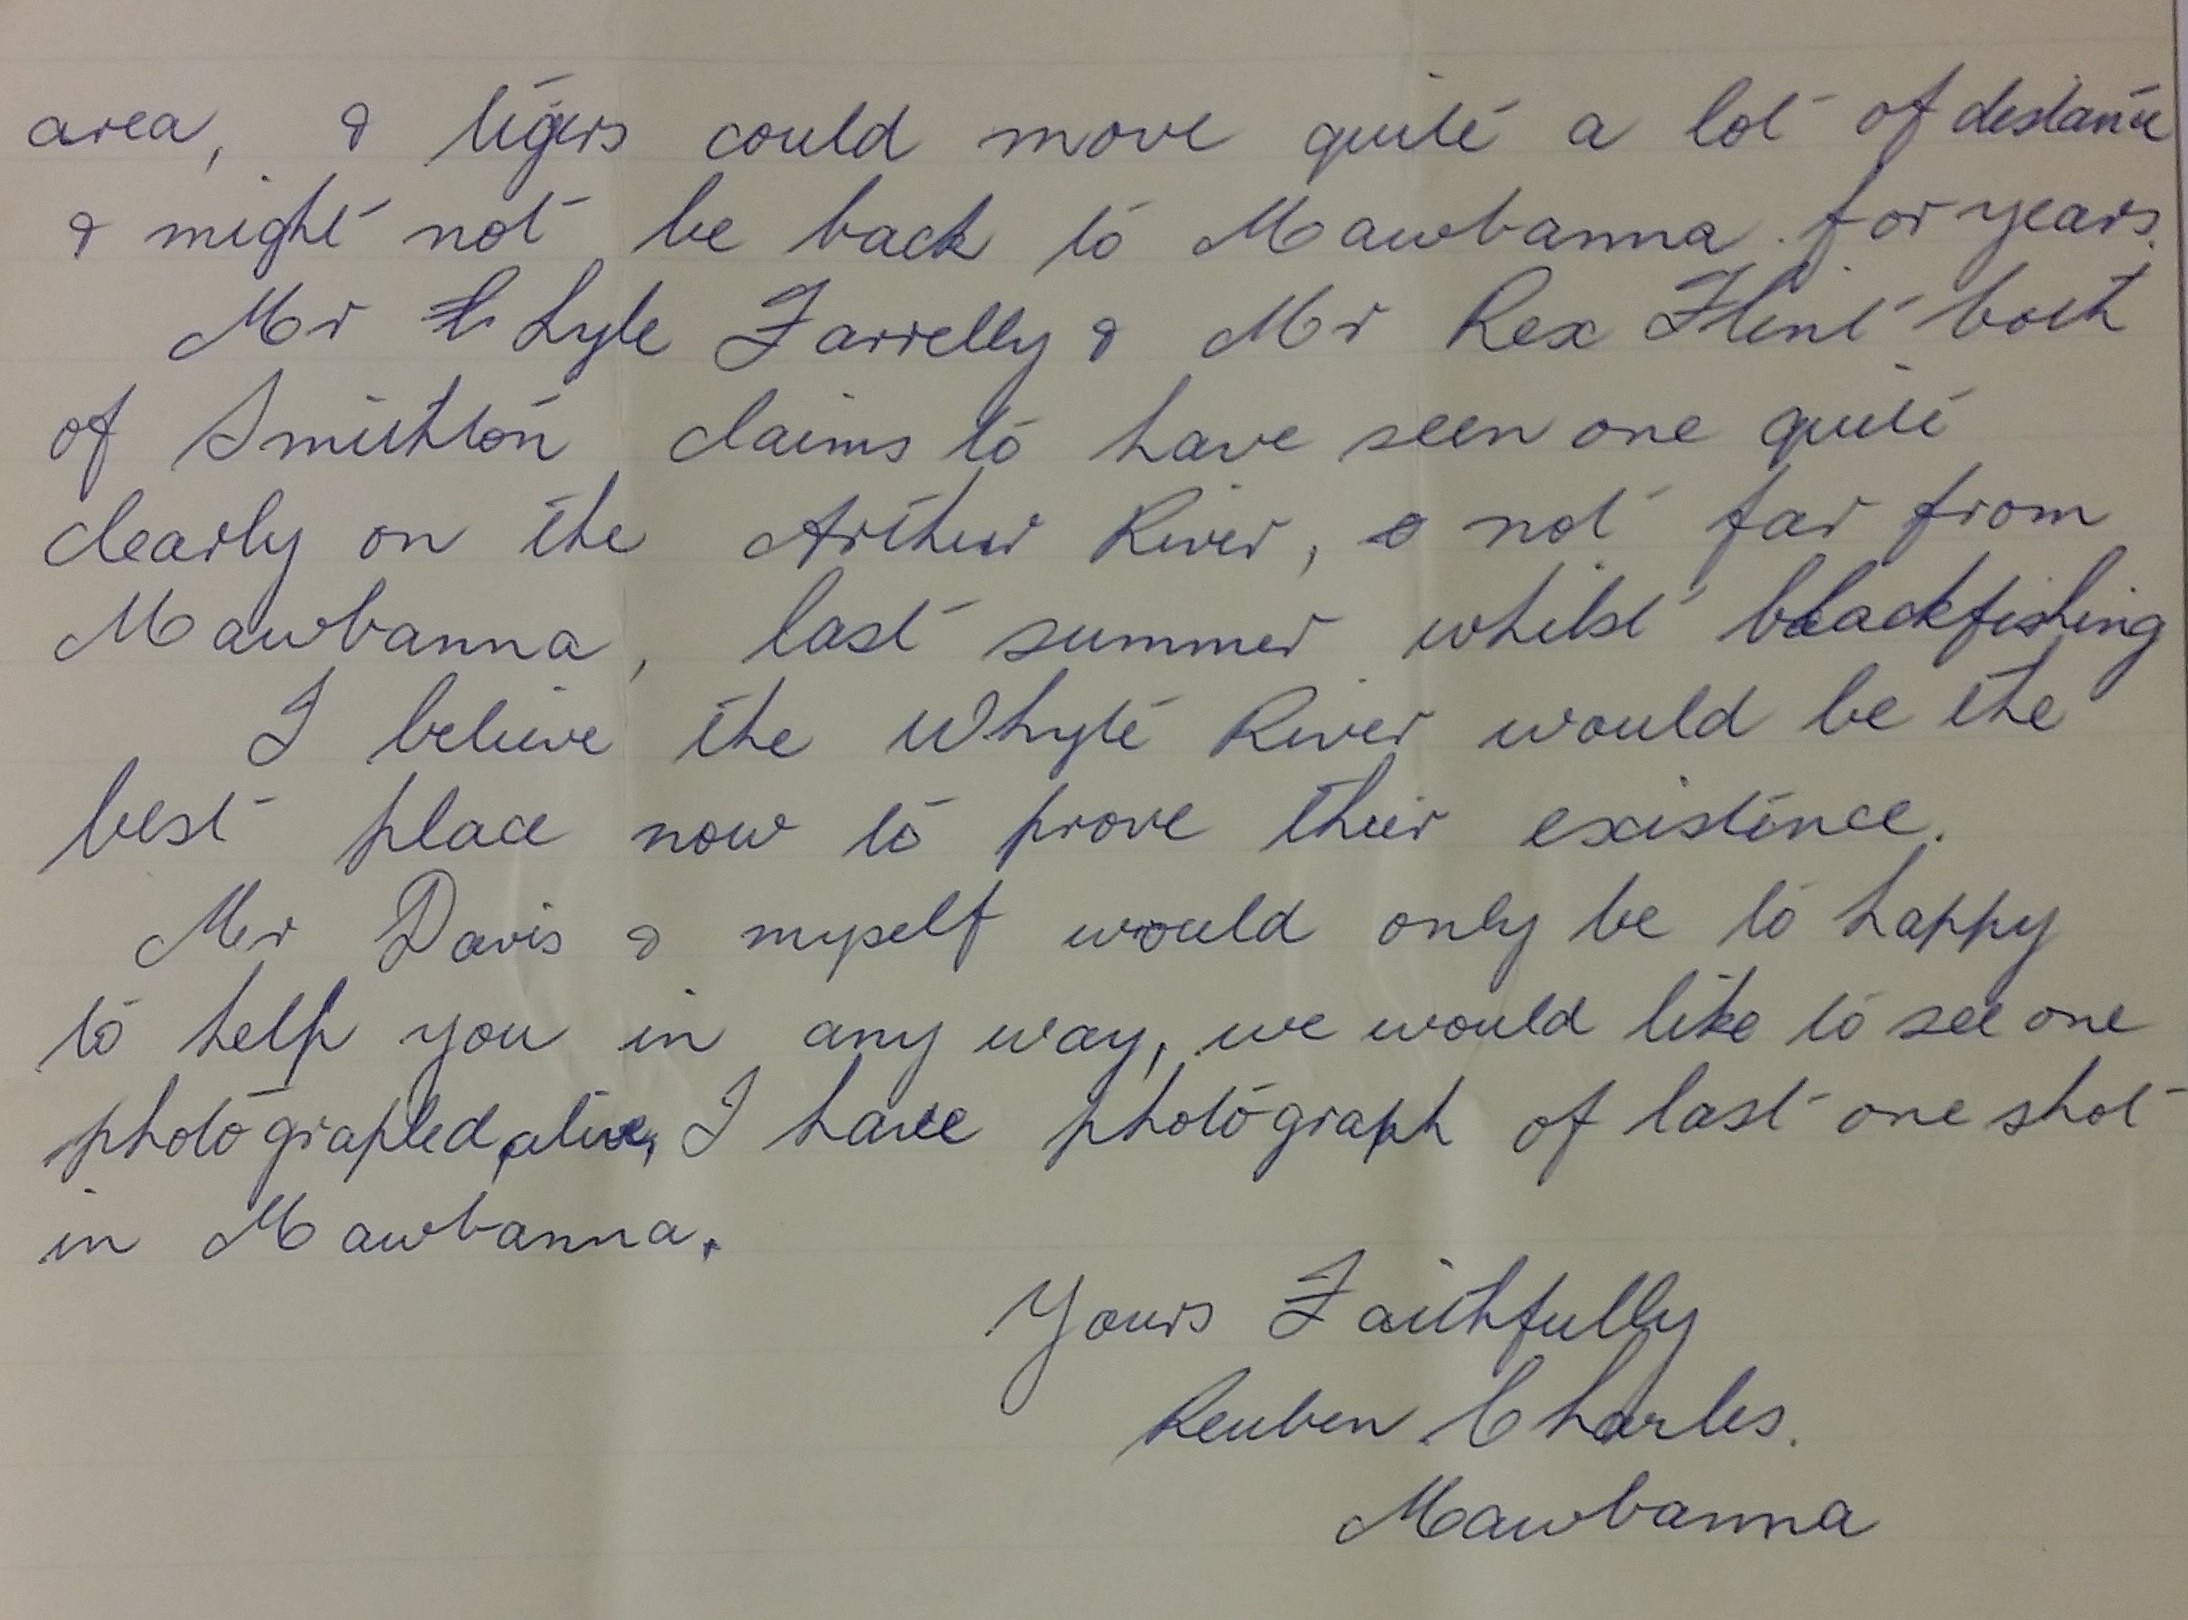 area, & tigers could move quite a lot of distance
& might not be back to Mawbanna for years.
Mr Lyle Farrelly & Mr Rex Flint both
of Smithton claims to have seen one quite
clearly on the Arthur River, & not far from
Mawbanna, last summer whilst blackfishing
I believe the Whyte River would be the
best place now to prove their existence.
Mr Davis & myself would only be to happy
to help you in any way, we would like to see one
photographed alive, I have photograph of last one shot
in Mawbanna.
Yours Faithfully
Reuben Charles.
Mawbanna